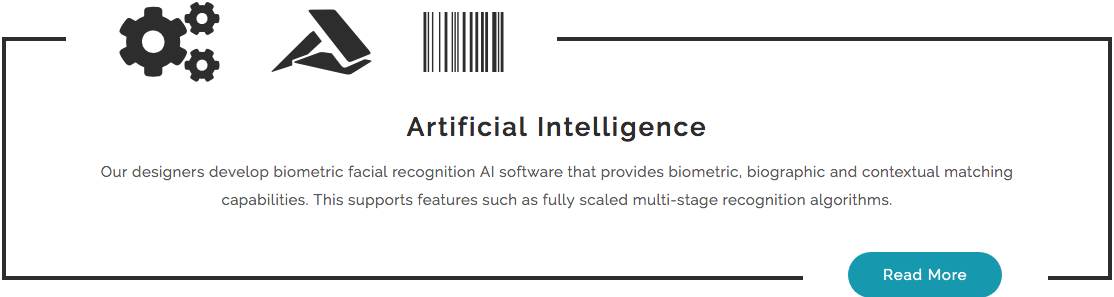 Artificial Intelligence
Our designers develop biometric facial recognition AI software that provides biometric, biographic and contextual matching
capabilities. This supports features such as fully scaled multi-stage recognition algorithms.
Read More